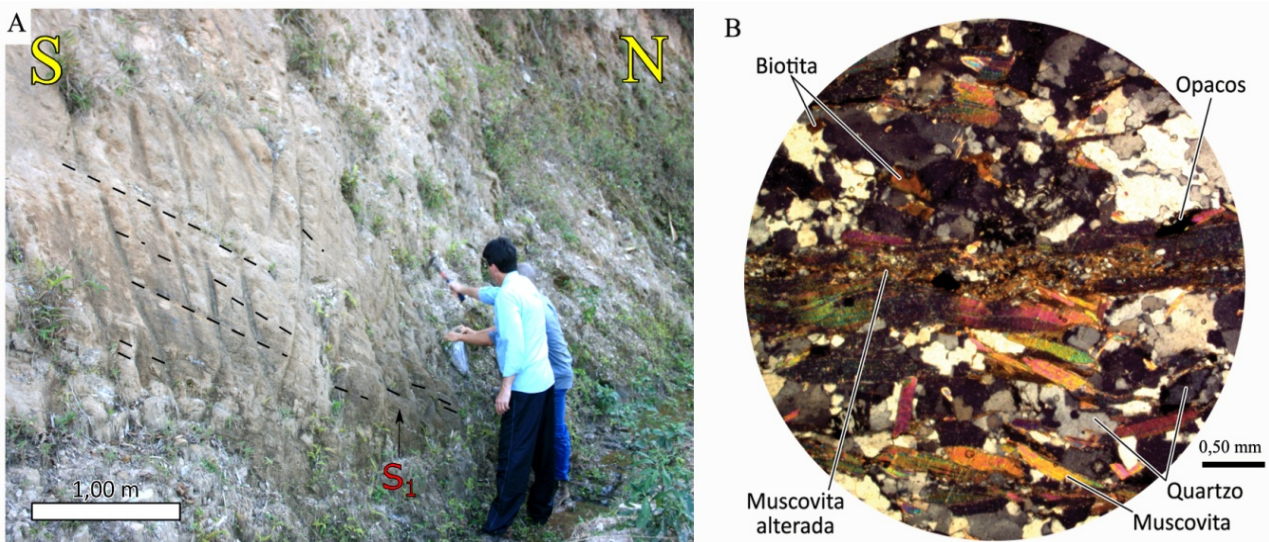 A
S
N
S1
1,00 m
B
Biotita
Opacos
0,50 mm
Muscovita
alterada
Quartzo
Muscovita